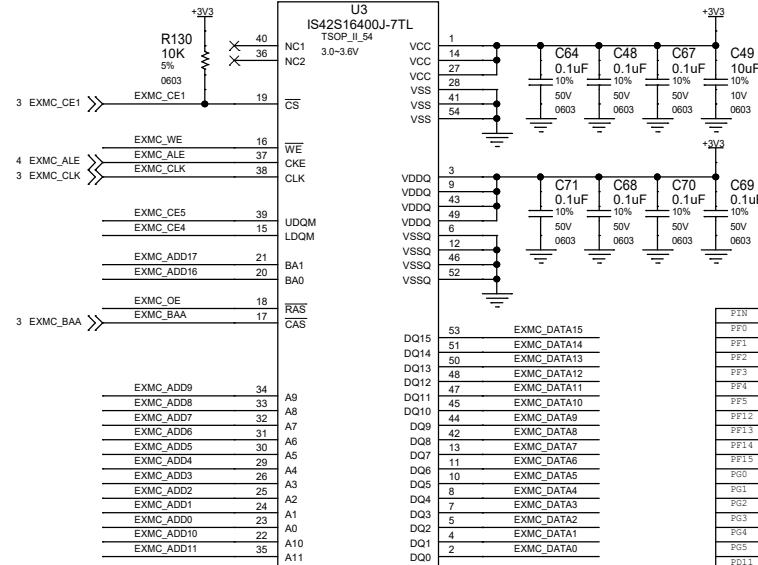 U3
IS42S16400J-7TL
TSOP_II_54
3.0~3.6V
+3V3
R130
10K
5%
0603
40 NC1
36 NC2
3 EXMC_CE1 EXMC_CE1 19 CS
EXMC_WE 16 WE
4 EXMC_ALE EXMC_ALE 37 CKE
3 EXMC_CLK EXMC_CLK 38 CLK
EXMC_CE5 39 UDQM
EXMC_CE4 15 LDQM
EXMC_ADD17 21 BA1
EXMC_ADD16 20 BA0
EXMC_OE 18 RAS
3 EXMC_BAA EXMC_BAA 17 CAS
EXMC_ADD9 34 A9
EXMC_ADD8 33 A8
EXMC_ADD7 32 A7
EXMC_ADD6 31 A6
EXMC_ADD5 30 A5
EXMC_ADD4 29 A4
EXMC_ADD3 26 A3
EXMC_ADD2 25 A2
EXMC_ADD1 24 A1
EXMC_ADD0 23 A0
EXMC_ADD10 22 A10
EXMC_ADD11 35 A11
VCC 1
VCC 14
VCC 27
VSS 28
VSS 41
VSS 54
VDDQ 3
VDDQ 9
VDDQ 43
VDDQ 49
VSSQ 6
VSSQ 12
VSSQ 46
VSSQ 52
DQ15 53 EXMC_DATA15
DQ14 51 EXMC_DATA14
DQ13 50 EXMC_DATA13
DQ12 48 EXMC_DATA12
DQ11 47 EXMC_DATA11
DQ10 45 EXMC_DATA10
DQ9 44 EXMC_DATA9
DQ8 42 EXMC_DATA8
DQ7 13 EXMC_DATA7
DQ6 11 EXMC_DATA6
DQ5 10 EXMC_DATA5
DQ4 8 EXMC_DATA4
DQ3 7 EXMC_DATA3
DQ2 5 EXMC_DATA2
DQ1 4 EXMC_DATA1
DQ0 2 EXMC_DATA0
+3V3
C64 C48 C67 C49
0.1uF 0.1uF 0.1uF 10uF
10% 10% 10% 10%
50V 50V 50V 10V
0603 0603 0603 0603
+3V3
C71 C68 C70 C69
0.1uF 0.1uF 0.1uF 0.1uF
10% 10% 10% 10%
50V 50V 50V 50V
0603 0603 0603 0603
PIN
PF0
PF1
PF2
PF3
PF4
PF5
PF12
PF13
PF14
PF15
PG0
PG1
PG2
PG3
PG4
PG5
PD11